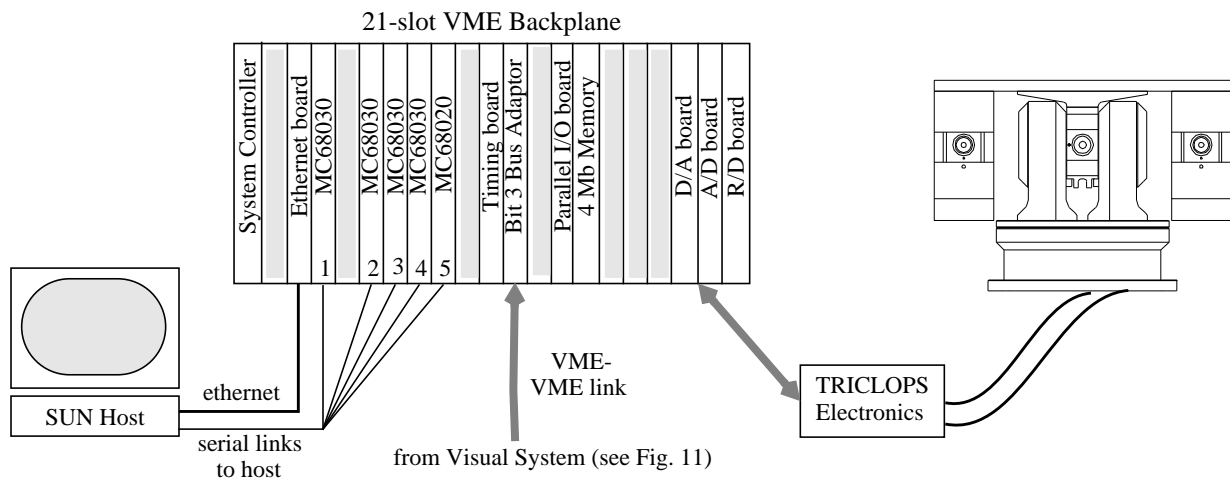 21-slot VME Backplane
System Controller
Ethernet board
MC68030
MC68030
MC68030
MC68030
MC68020
Timing board
Bit 3 Bus Adaptor
Parallel I/O board
4 Mb Memory
D/A board
A/D board
R/D board
1
2
3
4
5
ethernet
SUN Host
serial links
to host
VME-
VME link
from Visual System (see Fig. 11)
TRICLOPS
Electronics